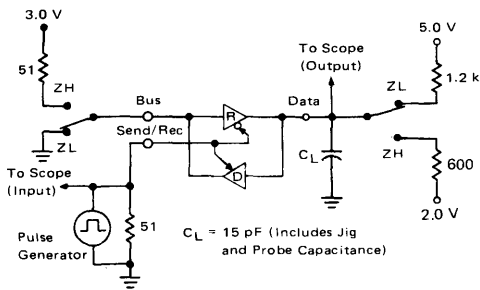 3.0 V
51
ZH
ZL
Bus
Send/Rec
To Scope
(Input)
Pulse
Generator
51
R
D
Data
To Scope
(Output)
CL
5.0 V
1.2 k
ZL
ZH
600
2.0 V
CL = 15 pF (Includes Jig
and Probe Capacitance)